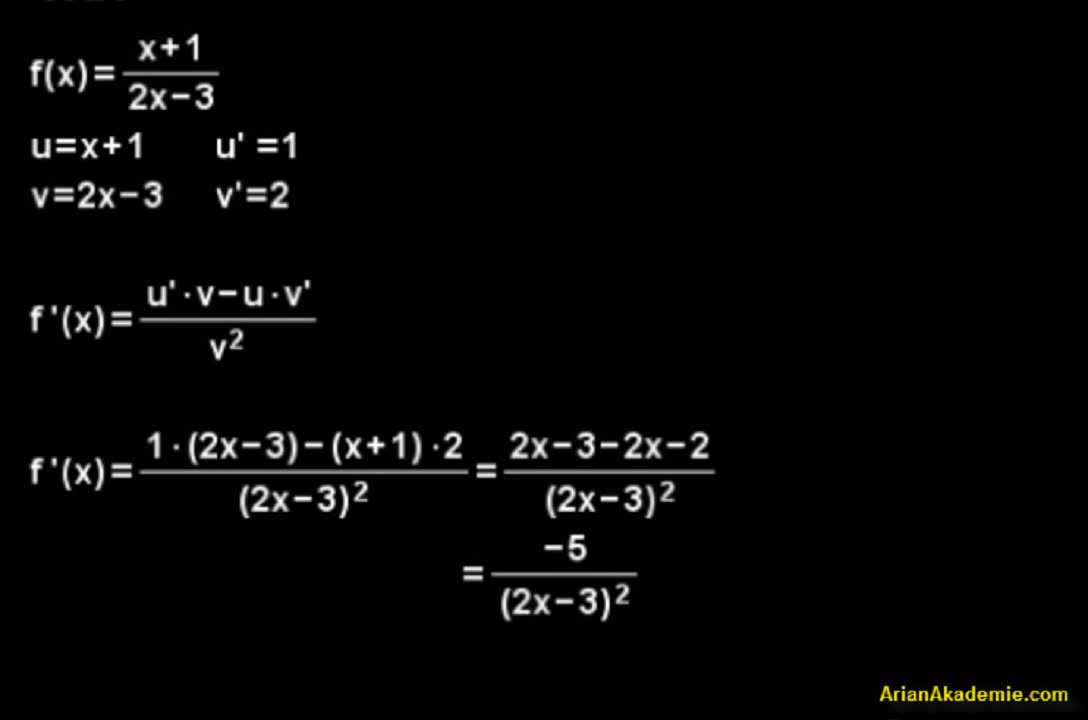 f(x)=(x+1)/(2x−3)
u=x+1 u' =1
v=2x−3 v'=2
f '(x)=(u' ·v−u·v')/v²
f '(x)=(1·(2x−3)−(x+1)·2)/(2x−3)²=(2x−3−2x−2)/(2x−3)²
=−5/(2x−3)²
ArianAkademie.com